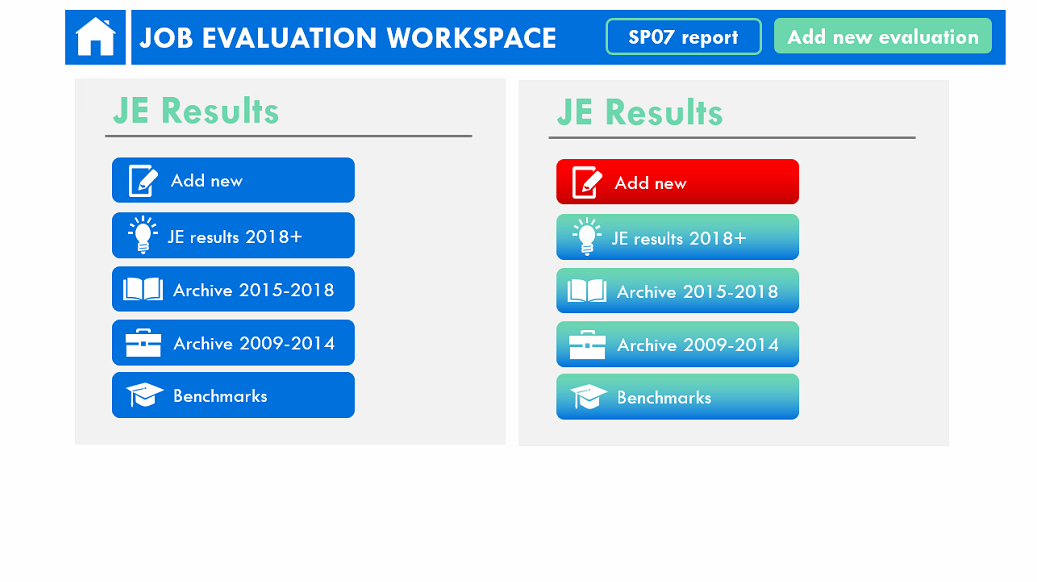 JOB EVALUATION WORKSPACE
SP07 report
Add new evaluation
JE Results
Add new
JE results 2018+
Archive 2015-2018
Archive 2009-2014
Benchmarks
JE Results
Add new
JE results 2018+
Archive 2015-2018
Archive 2009-2014
Benchmarks